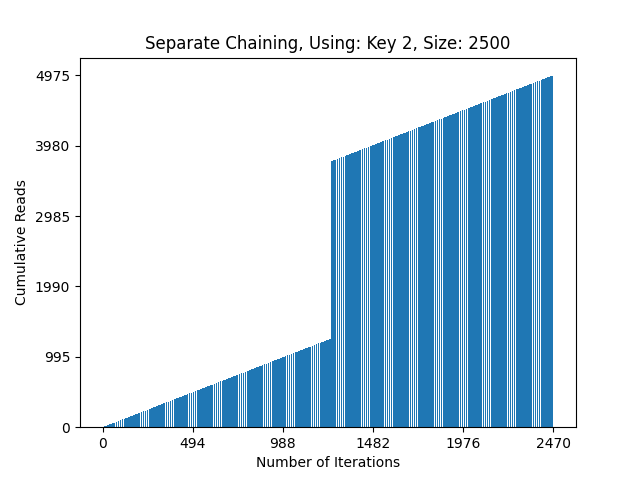 Separate Chaining, Using: Key 2, Size: 2500
4975
3980
2985
1990
995
0
Cumulative Reads
0 494 988 1482 1976 2470
Number of Iterations